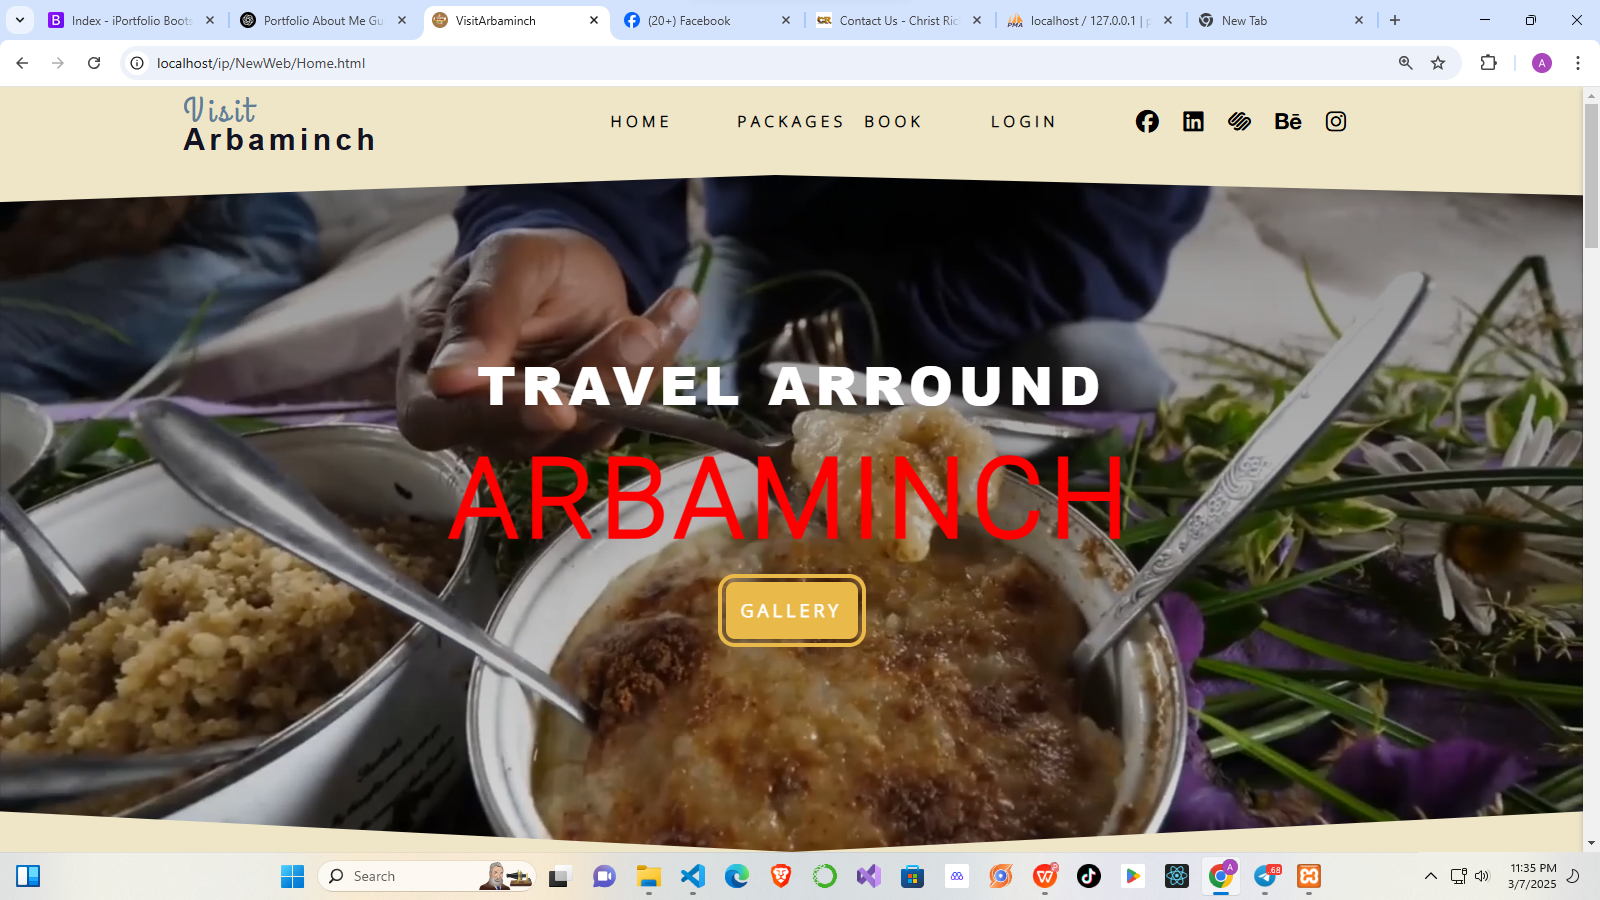 Index - iPortfolio Boots
Portfolio About Me Gu
VisitArbaminch
(20+) Facebook
Contact Us - Christ Ric
localhost / 127.0.0.1 | p
New Tab
localhost/ip/NewWeb/Home.html
A
Visit
Arbaminch
HOME
PACKAGES
BOOK
LOGIN
Bē
TRAVEL ARROUND
ARBAMINCH
GALLERY
Search
11:35 PM
3/7/2025